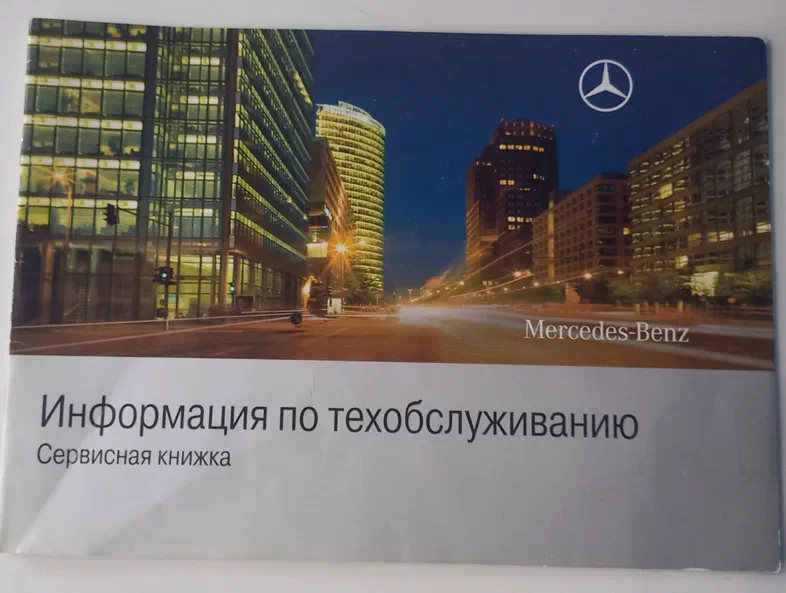 Mercedes-Benz
Информация по техобслуживанию
Сервисная книжка